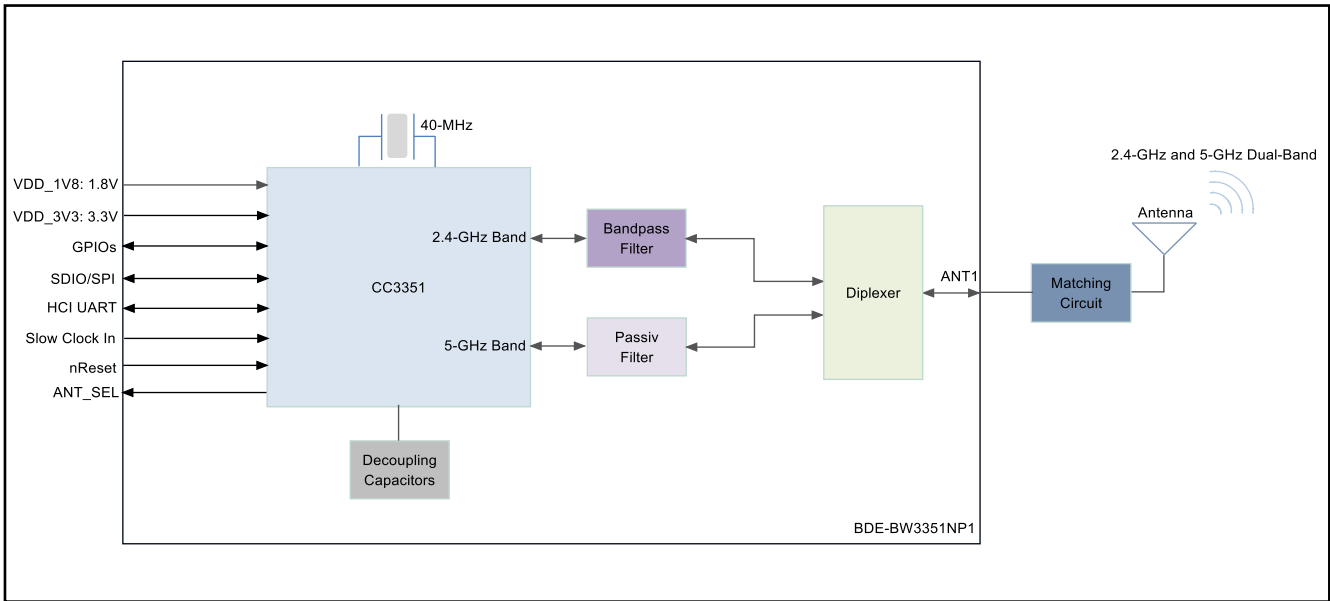 40-MHz
2.4-GHz and 5-GHz Dual-Band
VDD_1V8: 1.8V
VDD_3V3: 3.3V
GPIOs
SDIO/SPI
HCI UART
Slow Clock In
nReset
ANT_SEL
2.4-GHz Band
CC3351
5-GHz Band
Bandpass
Filter
Passiv
Filter
Diplexer
ANT1
Matching
Circuit
Antenna
Decoupling
Capacitors
BDE-BW3351NP1